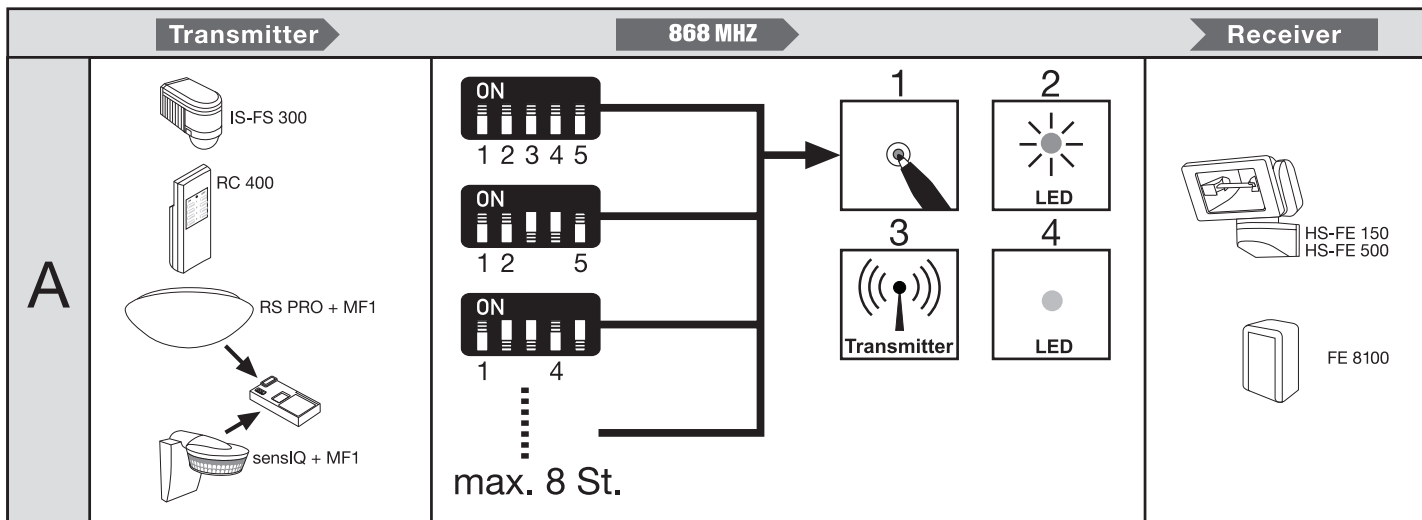 Transmitter
868 MHZ
Receiver
A
IS-FS 300
RC 400
RS PRO + MF1
sensIQ + MF1
ON
1 2 3 4 5
ON
1 2 5
ON
1 4
max. 8 St.
1
2
LED
3
Transmitter
4
LED
HS-FE 150
HS-FE 500
FE 8100